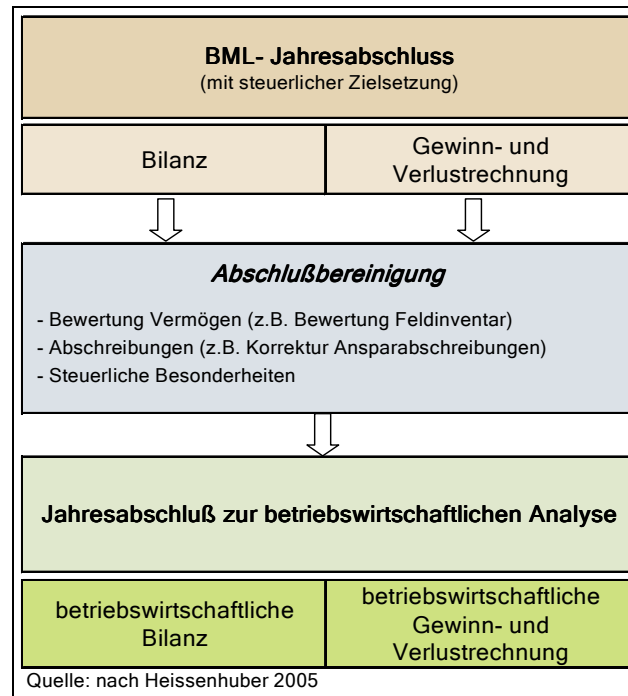 BML- Jahresabschluss
(mit steuerlicher Zielsetzung)
Bilanz
Gewinn- und
Verlustrechnung
Abschlußbereinigung
- Bewertung Vermögen (z.B. Bewertung Feldinventar)
- Abschreibungen (z.B. Korrektur Ansparabschreibungen)
- Steuerliche Besonderheiten
Jahresabschluß zur betriebswirtschaftlichen Analyse
betriebswirtschaftliche
Bilanz
betriebswirtschaftliche
Gewinn- und
Verlustrechnung
Quelle: nach Heissenhuber 2005